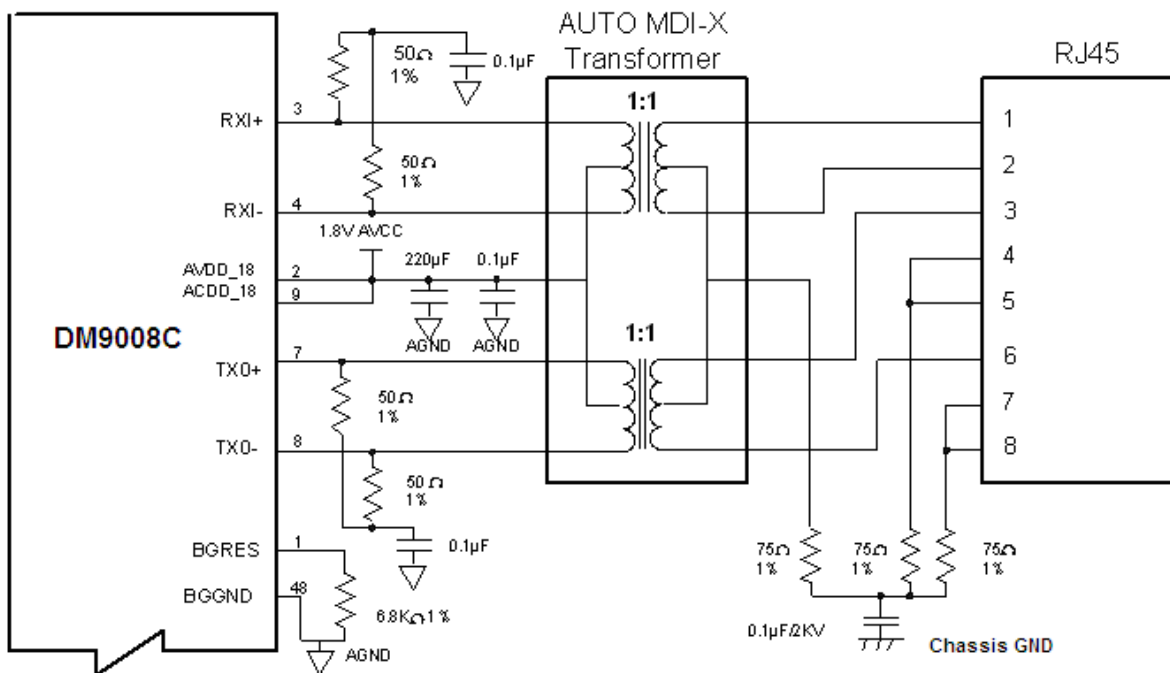 AUTO MDI-X
Transformer
RJ45
50Ω
1%
0.1µF
1:1
3
RXI+
1
50Ω
1%
2
4
RXI-
3
1.8V AVCC
4
220µF
0.1µF
AVDD_18
2
ACDD_18
9
5
DM9008C
AGND
AGND
1:1
7
TX0+
6
50Ω
1%
7
8
TX0-
8
50Ω
1%
0.1µF
75Ω
1%
75Ω
1%
75Ω
1%
1
BGRES
48
BGGND
6.8KΩ 1%
AGND
0.1µF/2KV
Chassis GND